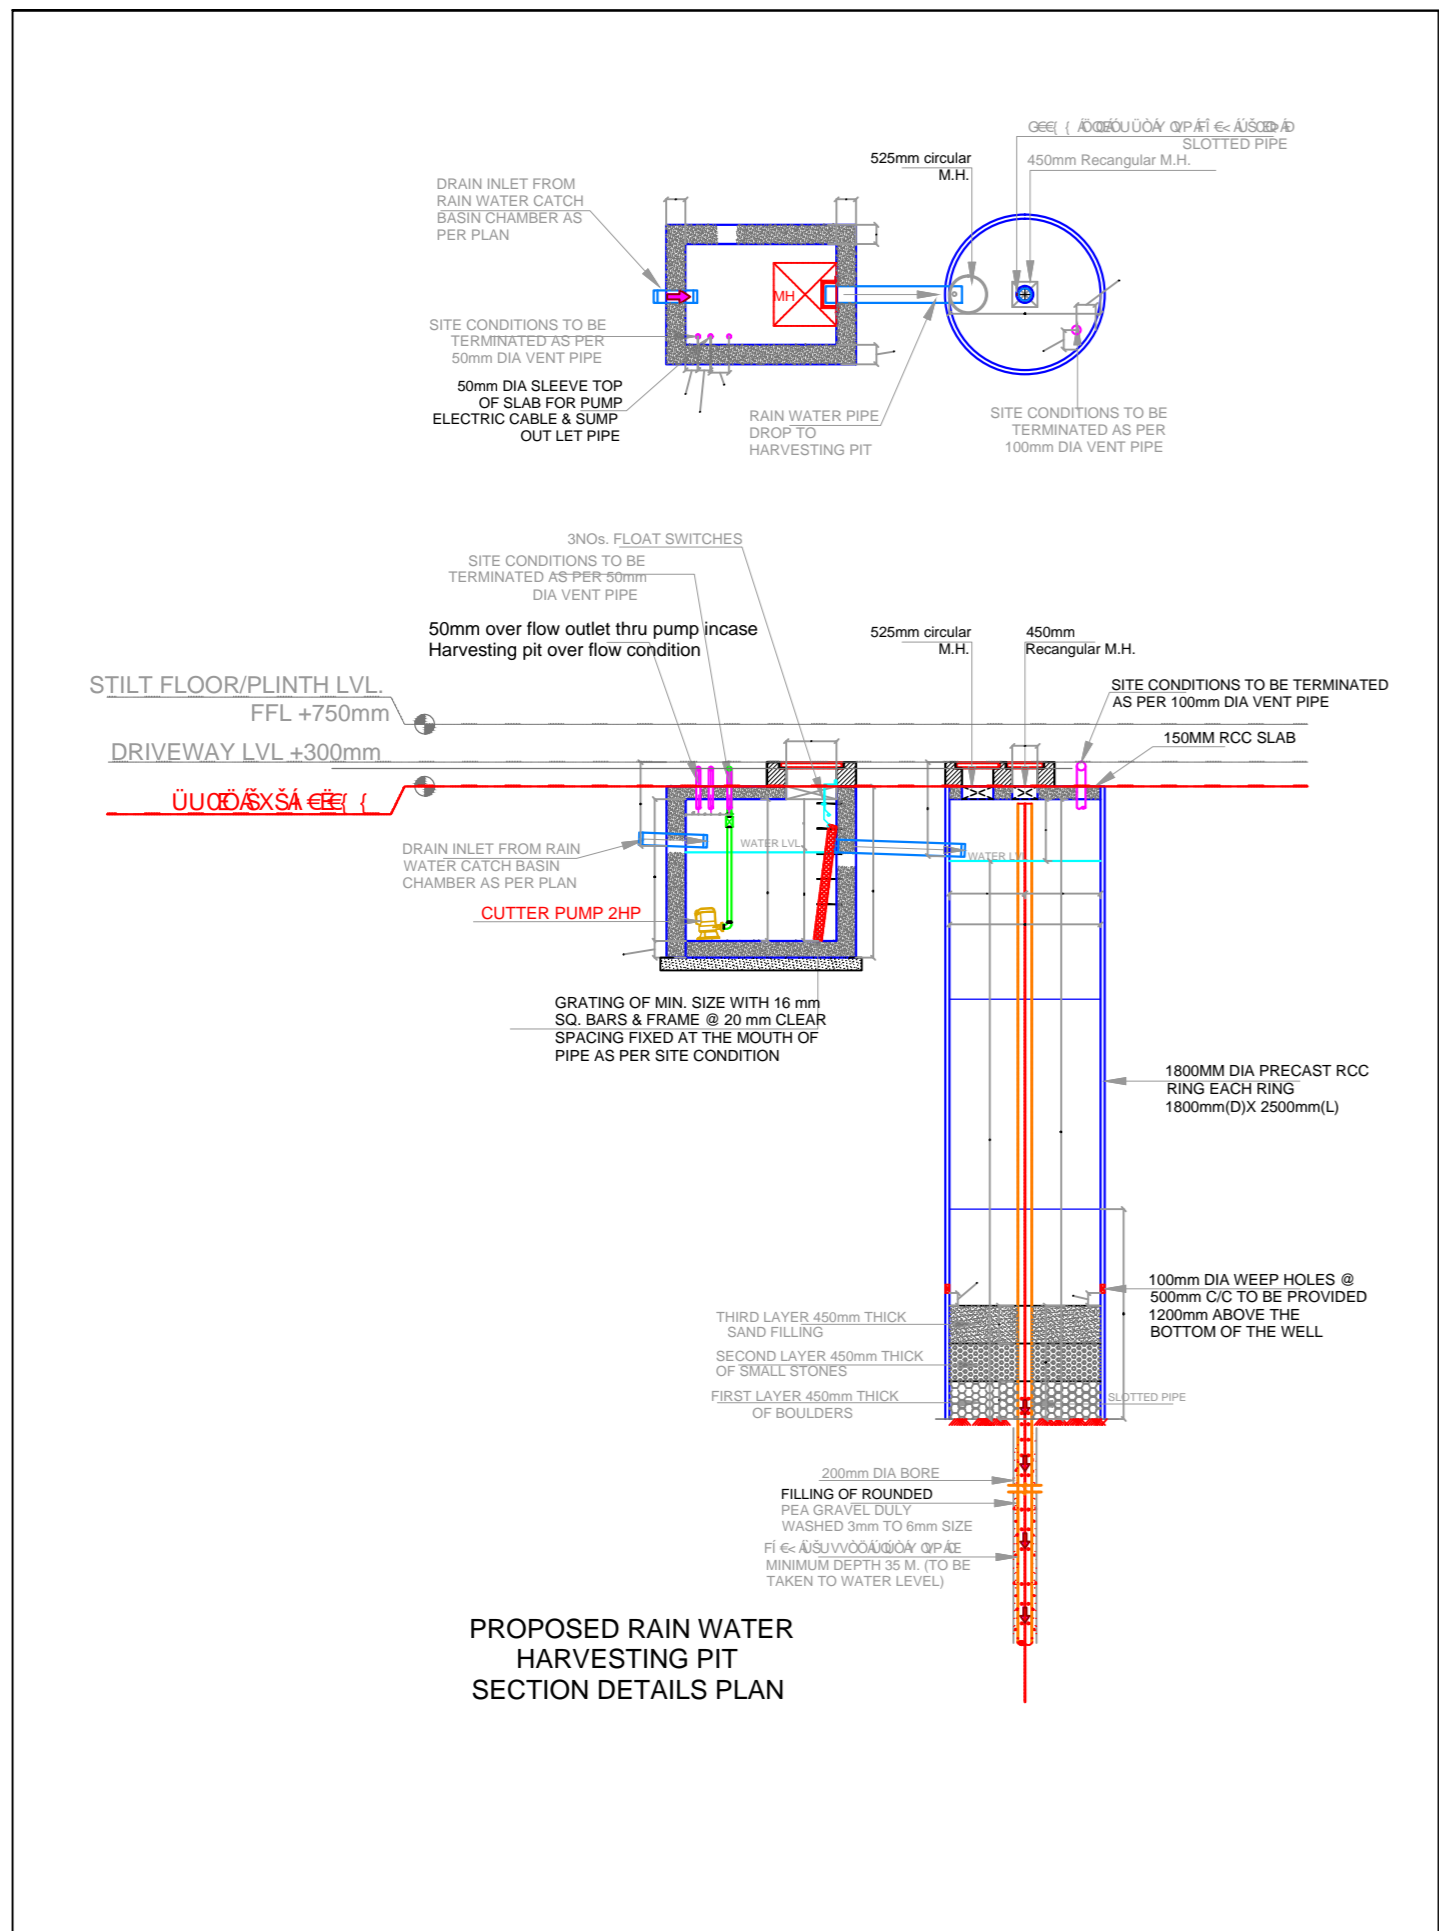 SLOTTED PIPE
525mm circular
M.H.
450mm Recangular M.H.
DRAIN INLET FROM
RAIN WATER CATCH
BASIN CHAMBER AS
PER PLAN
MH
SITE CONDITIONS TO BE
TERMINATED AS PER
50mm DIA VENT PIPE
50mm DIA SLEEVE TOP
OF SLAB FOR PUMP
ELECTRIC CABLE & SUMP
OUT LET PIPE
RAIN WATER PIPE
DROP TO
HARVESTING PIT
SITE CONDITIONS TO BE
TERMINATED AS PER
100mm DIA VENT PIPE
3NOs. FLOAT SWITCHES
SITE CONDITIONS TO BE
TERMINATED AS PER 50mm
DIA VENT PIPE
50mm over flow outlet thru pump incase
Harvesting pit over flow condition
525mm circular
M.H.
450mm
Recangular M.H.
STILT FLOOR/PLINTH LVL.
FFL +750mm
SITE CONDITIONS TO BE TERMINATED
AS PER 100mm DIA VENT PIPE
DRIVEWAY LVL +300mm
150MM RCC SLAB
DRAIN INLET FROM RAIN
WATER CATCH BASIN
CHAMBER AS PER PLAN
WATER LVL.
WATER LVL.
CUTTER PUMP 2HP
GRATING OF MIN. SIZE WITH 16 mm
SQ. BARS & FRAME @ 20 mm CLEAR
SPACING FIXED AT THE MOUTH OF
PIPE AS PER SITE CONDITION
1800MM DIA PRECAST RCC
RING EACH RING
1800mm(D)X 2500mm(L)
100mm DIA WEEP HOLES @
500mm C/C TO BE PROVIDED
1200mm ABOVE THE
BOTTOM OF THE WELL
THIRD LAYER 450mm THICK
SAND FILLING
SECOND LAYER 450mm THICK
OF SMALL STONES
FIRST LAYER 450mm THICK
OF BOULDERS
SLOTTED PIPE
200mm DIA BORE
FILLING OF ROUNDED
PEA GRAVEL DULY
WASHED 3mm TO 6mm SIZE
MINIMUM DEPTH 35 M. (TO BE
TAKEN TO WATER LEVEL)
PROPOSED RAIN WATER
HARVESTING PIT
SECTION DETAILS PLAN